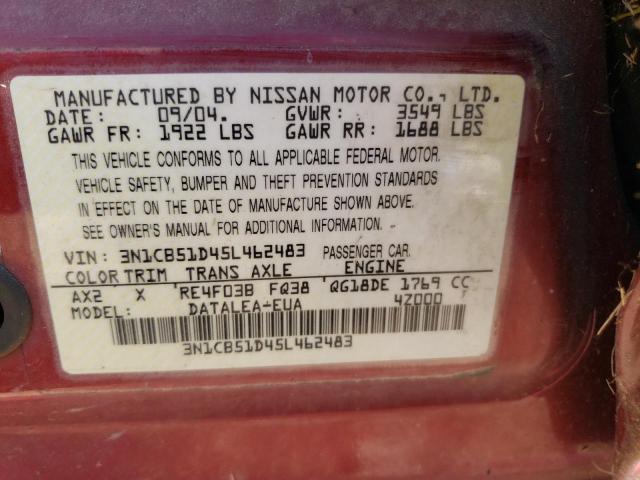 MANUFACTURED BY NISSAN MOTOR CO., LTD.
DATE: 09/04. GVWR: 3549 LBS
GAWR FR: 1922 LBS GAWR RR: 1688 LBS
THIS VEHICLE CONFORMS TO ALL APPLICABLE FEDERAL MOTOR.
VEHICLE SAFETY, BUMPER AND THEFT PREVENTION STANDARDS
IN EFFECT ON THE DATE OF MANUFACTURE SHOWN ABOVE.
SEE OWNER'S MANUAL FOR ADDITIONAL INFORMATION.
VIN: 3N1CB51D45L462483 PASSENGER CAR.
COLOR TRIM TRANS AXLE ENGINE
AX2 X RE4F03B FQ38 QG18DE 1769 CC
MODEL: DATALEA-EUA 4Z000
3N1CB51D45L462483